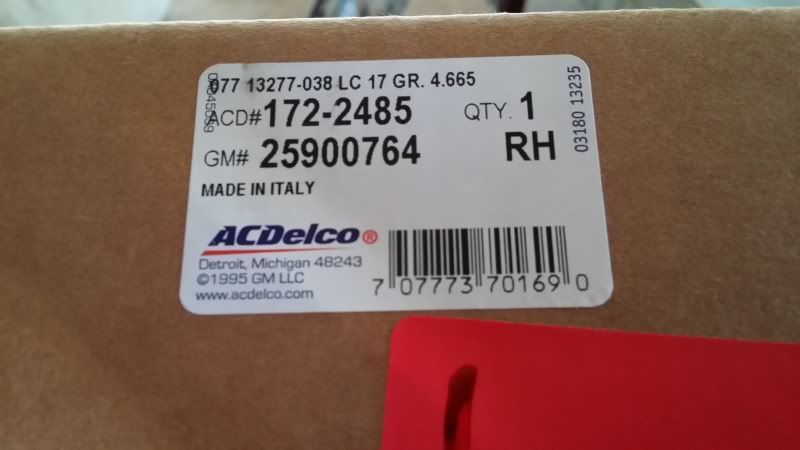 077 13277-038 LC 17 GR. 4.665
ACD#172-2485 QTY. 1
GM# 25900764 RH
MADE IN ITALY
03180 13235
ACDelco®
Detroit, Michigan 48243
©1995 GM LLC
www.acdelco.com
7 07773 70169 0